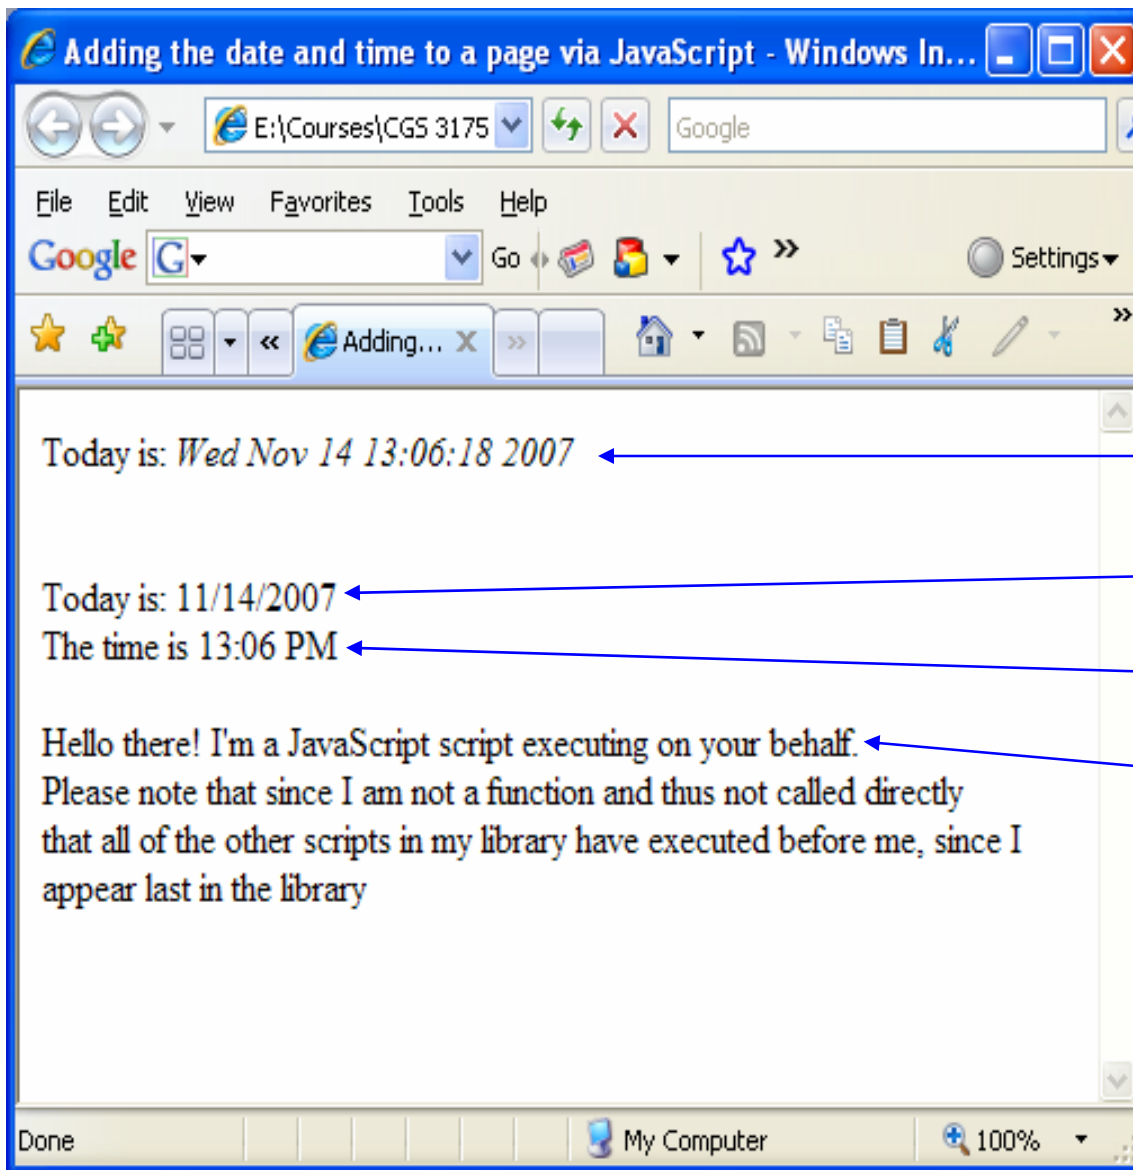 Adding the date and time to a page via JavaScript - Windows In...
E:\Courses\CGS 3175
Google
File Edit View Favorites Tools Help
Google G Go » Settings
« Adding... X » »
Today is: Wed Nov 14 13:06:18 2007
Today is: 11/14/2007
The time is 13:06 PM
Hello there! I'm a JavaScript script executing on your behalf.
Please note that since I am not a function and thus not called directly
that all of the other scripts in my library have executed before me, since I
appear last in the library
Done My Computer 100%